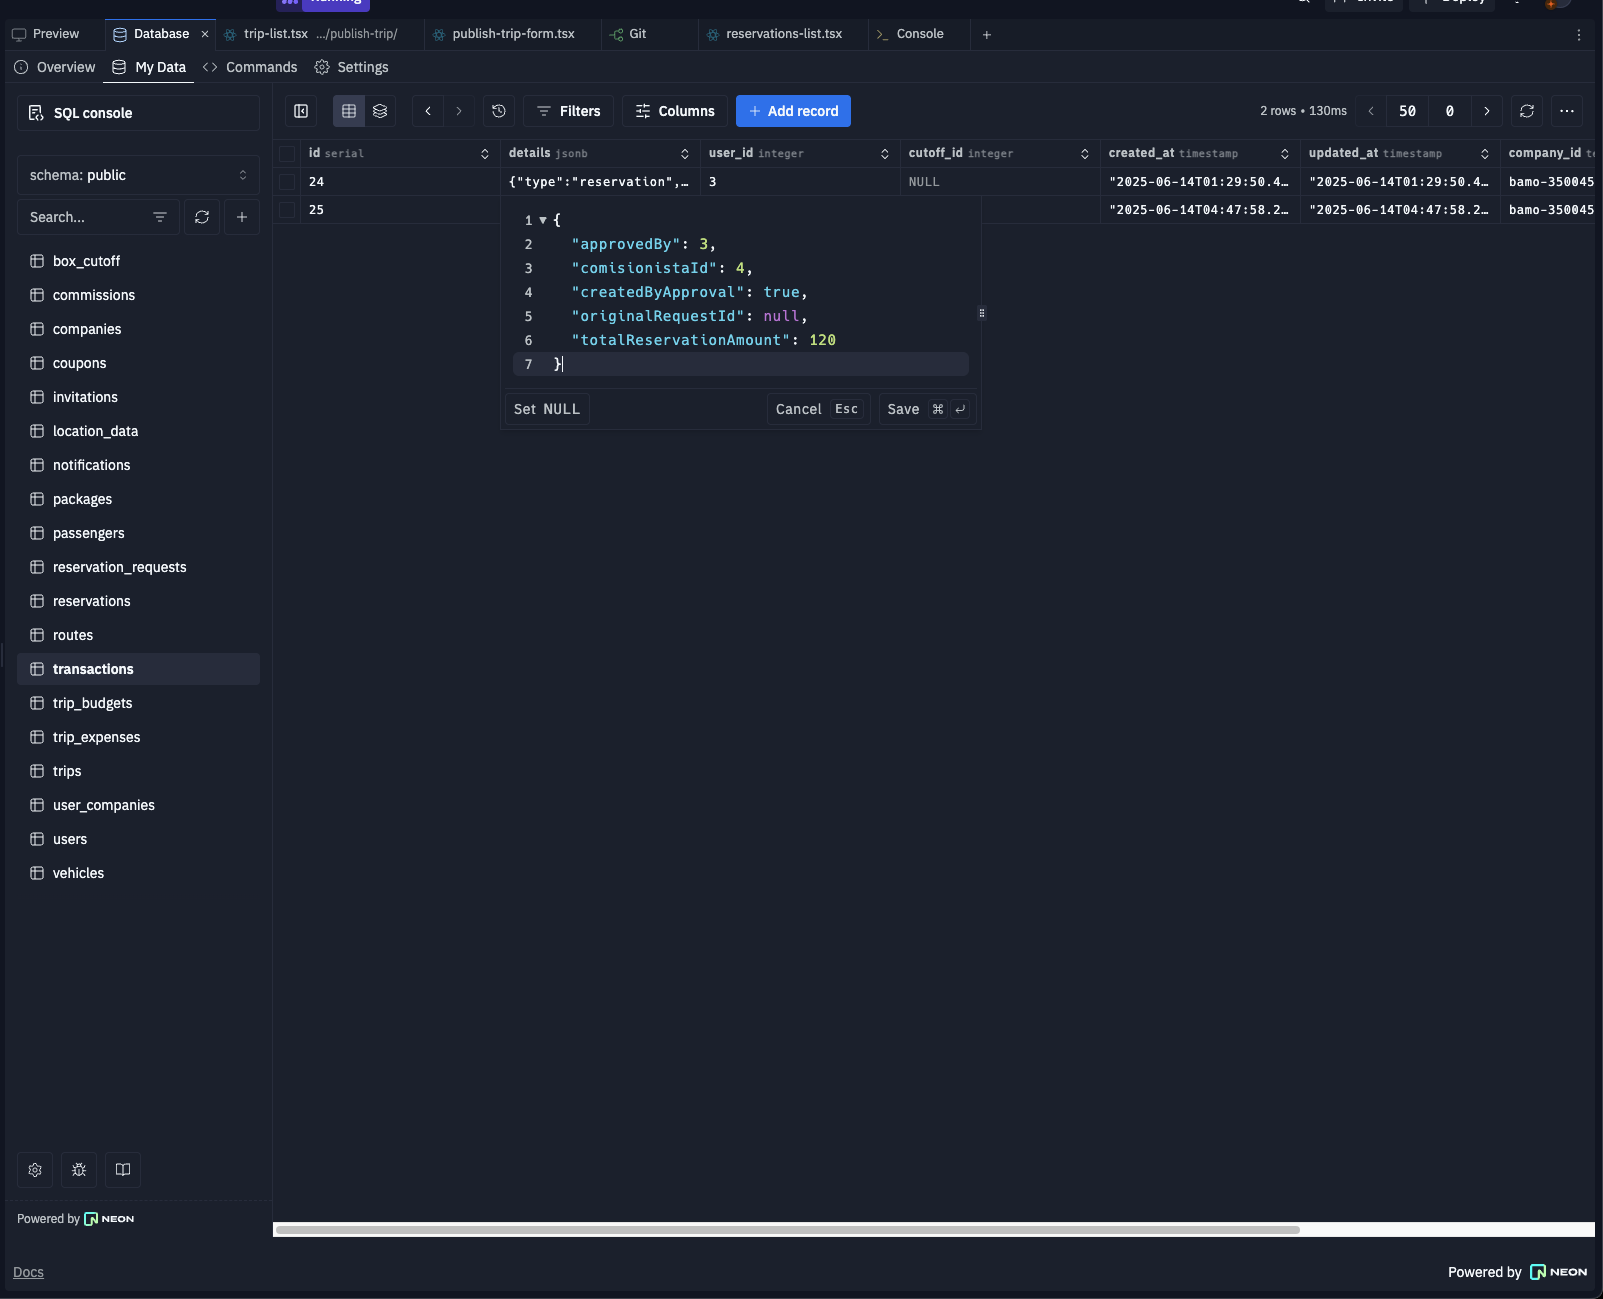 Preview
Database ×
trip-list.tsx .../publish-trip/
publish-trip-form.tsx
Git
reservations-list.tsx
Console
Overview
My Data
Commands
Settings
SQL console
Filters
Columns
+ Add record
2 rows • 130ms
50
0
schema: public
Search...
id serial
details jsonb
user_id integer
cutoff_id integer
created_at timestamp
updated_at timestamp
company_id
24
{"type":"reservation",…
3
NULL
"2025-06-14T01:29:50.4…
"2025-06-14T01:29:50.4…
bamo-350045
25
"2025-06-14T04:47:58.2…
"2025-06-14T04:47:58.2…
bamo-350045
1 {
2 "approvedBy": 3,
3 "comisionistaId": 4,
4 "createdByApproval": true,
5 "originalRequestId": null,
6 "totalReservationAmount": 120
7 }
Set NULL
Cancel Esc
Save ⌘ ↵
box_cutoff
commissions
companies
coupons
invitations
location_data
notifications
packages
passengers
reservation_requests
reservations
routes
transactions
trip_budgets
trip_expenses
trips
user_companies
users
vehicles
Powered by NEON
Docs
Powered by NEON